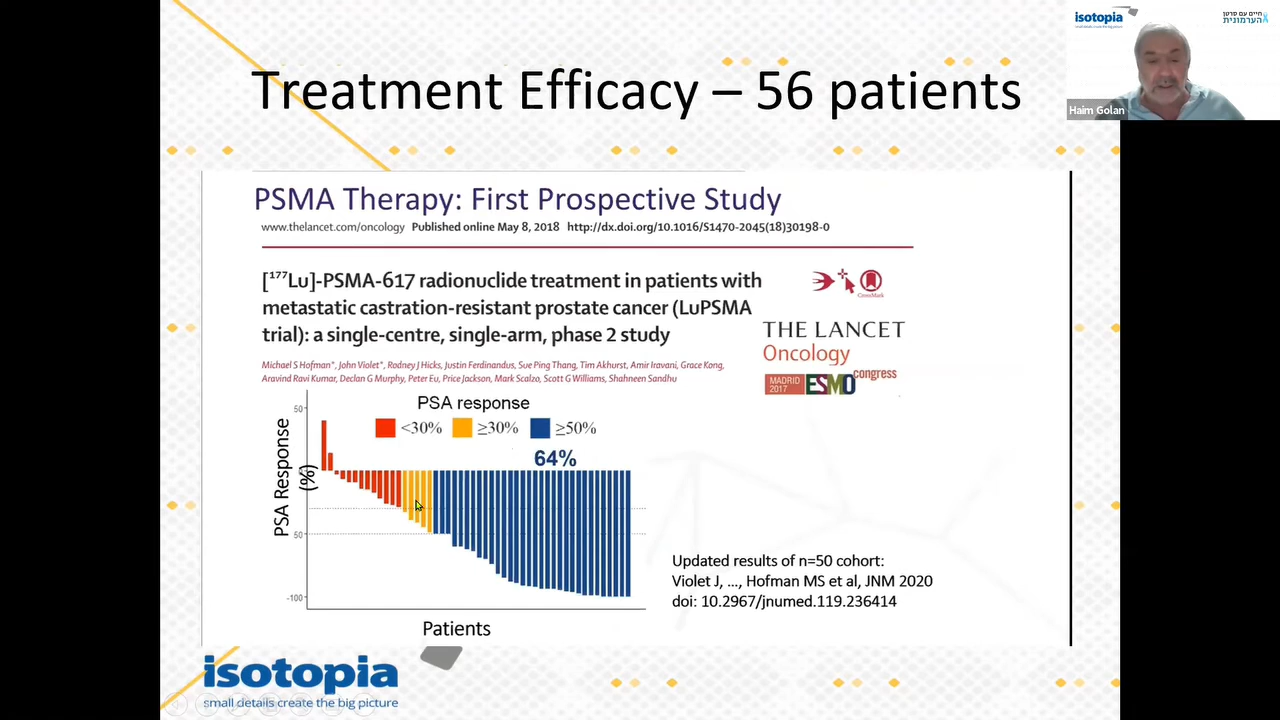 isotopia
חיים עם סרטן
הערמונית
Haim Golan
Treatment Efficacy – 56 patients
PSMA Therapy: First Prospective Study
www.thelancet.com/oncology Published online May 8, 2018 http://dx.doi.org/10.1016/S1470-2045(18)30198-0
[¹⁷⁷Lu]-PSMA-617 radionuclide treatment in patients with
metastatic castration-resistant prostate cancer (LuPSMA
trial): a single-centre, single-arm, phase 2 study
CrossMark
THE LANCET
Oncology
MADRID
2017
ESMO congress
Michael S Hofman*, John Violet*, Rodney J Hicks, Justin Ferdinandus, Sue Ping Thang, Tim Akhurst, Amir Iravani, Grace Kong,
Aravind Ravi Kumar, Declan G Murphy, Peter Eu, Price Jackson, Mark Scalzo, Scott G Williams, Shahneen Sandhu
PSA response
<30% ≥30% ≥50%
64%
PSA Response
(%)
50
50
-100
Patients
Updated results of n=50 cohort:
Violet J, ..., Hofman MS et al, JNM 2020
doi: 10.2967/jnumed.119.236414
isotopia
small details create the big picture